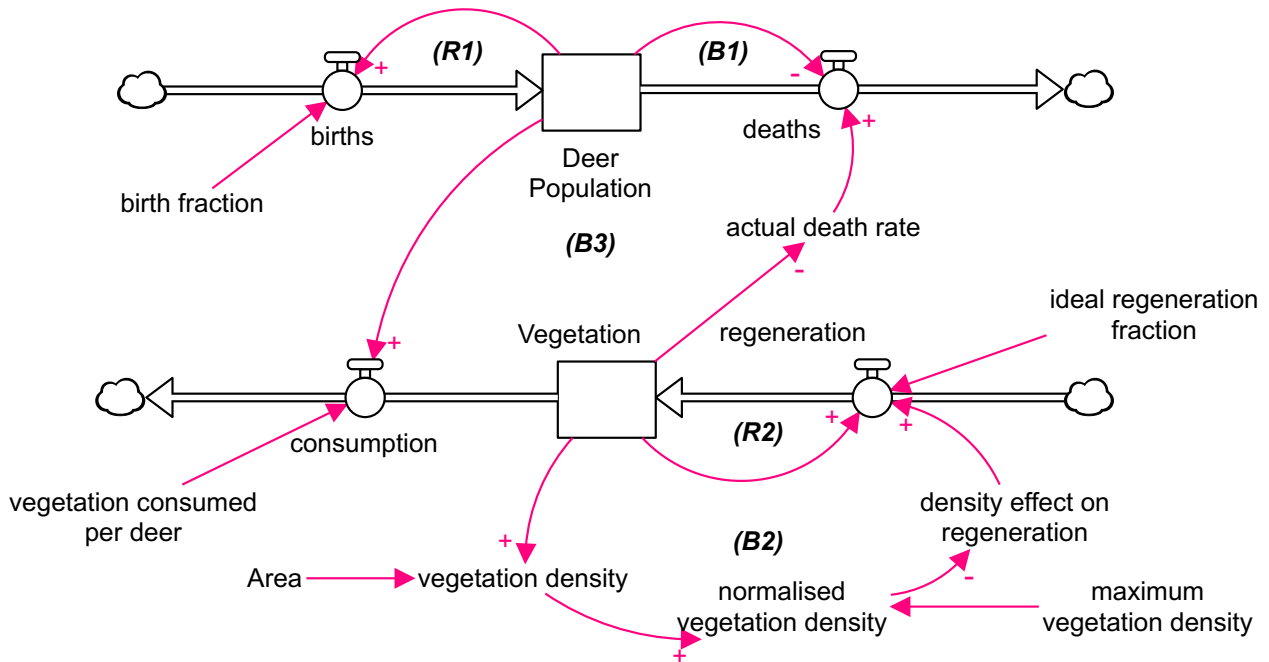 (R1)
(B1)
+
-
births
deaths
+
Deer
Population
birth fraction
actual death rate
(B3)
-
ideal regeneration
fraction
Vegetation
regeneration
+
consumption
(R2)
+
+
vegetation consumed
per deer
density effect on
regeneration
+
(B2)
Area
vegetation density
-
normalised
vegetation density
maximum
vegetation density
+